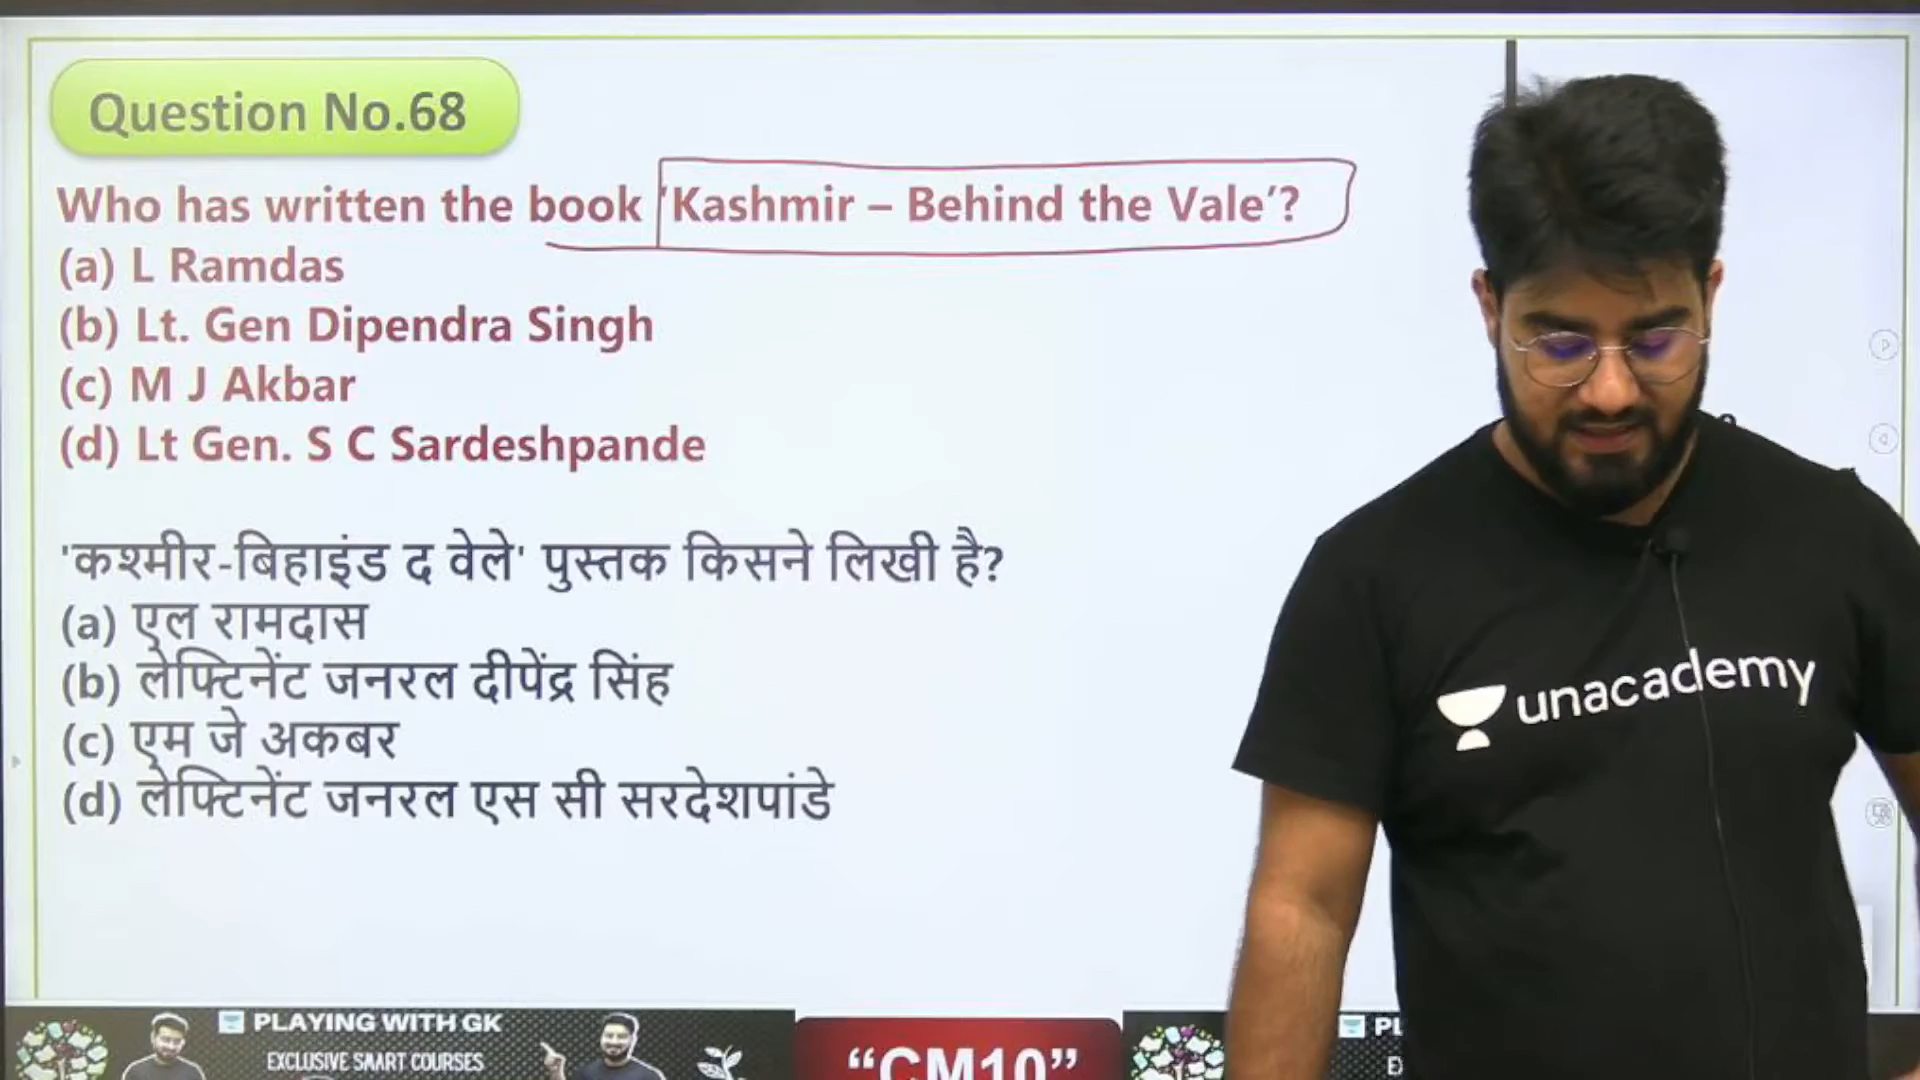 Question No.68
Who has written the book 'Kashmir – Behind the Vale'?
(a) L Ramdas
(b) Lt. Gen Dipendra Singh
(c) M J Akbar
(d) Lt Gen. S C Sardeshpande
'कश्मीर-बिहाइंड द वेले' पुस्तक किसने लिखी है?
(a) एल रामदास
(b) लेफ्टिनेंट जनरल दीपेंद्र सिंह
(c) एम जे अकबर
(d) लेफ्टिनेंट जनरल एस सी सरदेशपांडे
unacademy
PLAYING WITH GK
EXCLUSIVE SMART COURSES
“CM10”
PL